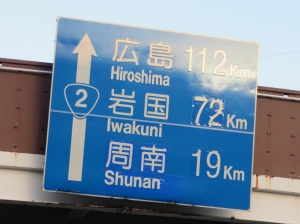 広島 112 Km
Hiroshima
2
岩国 72 Km
Iwakuni
周南 19 Km
Shunan